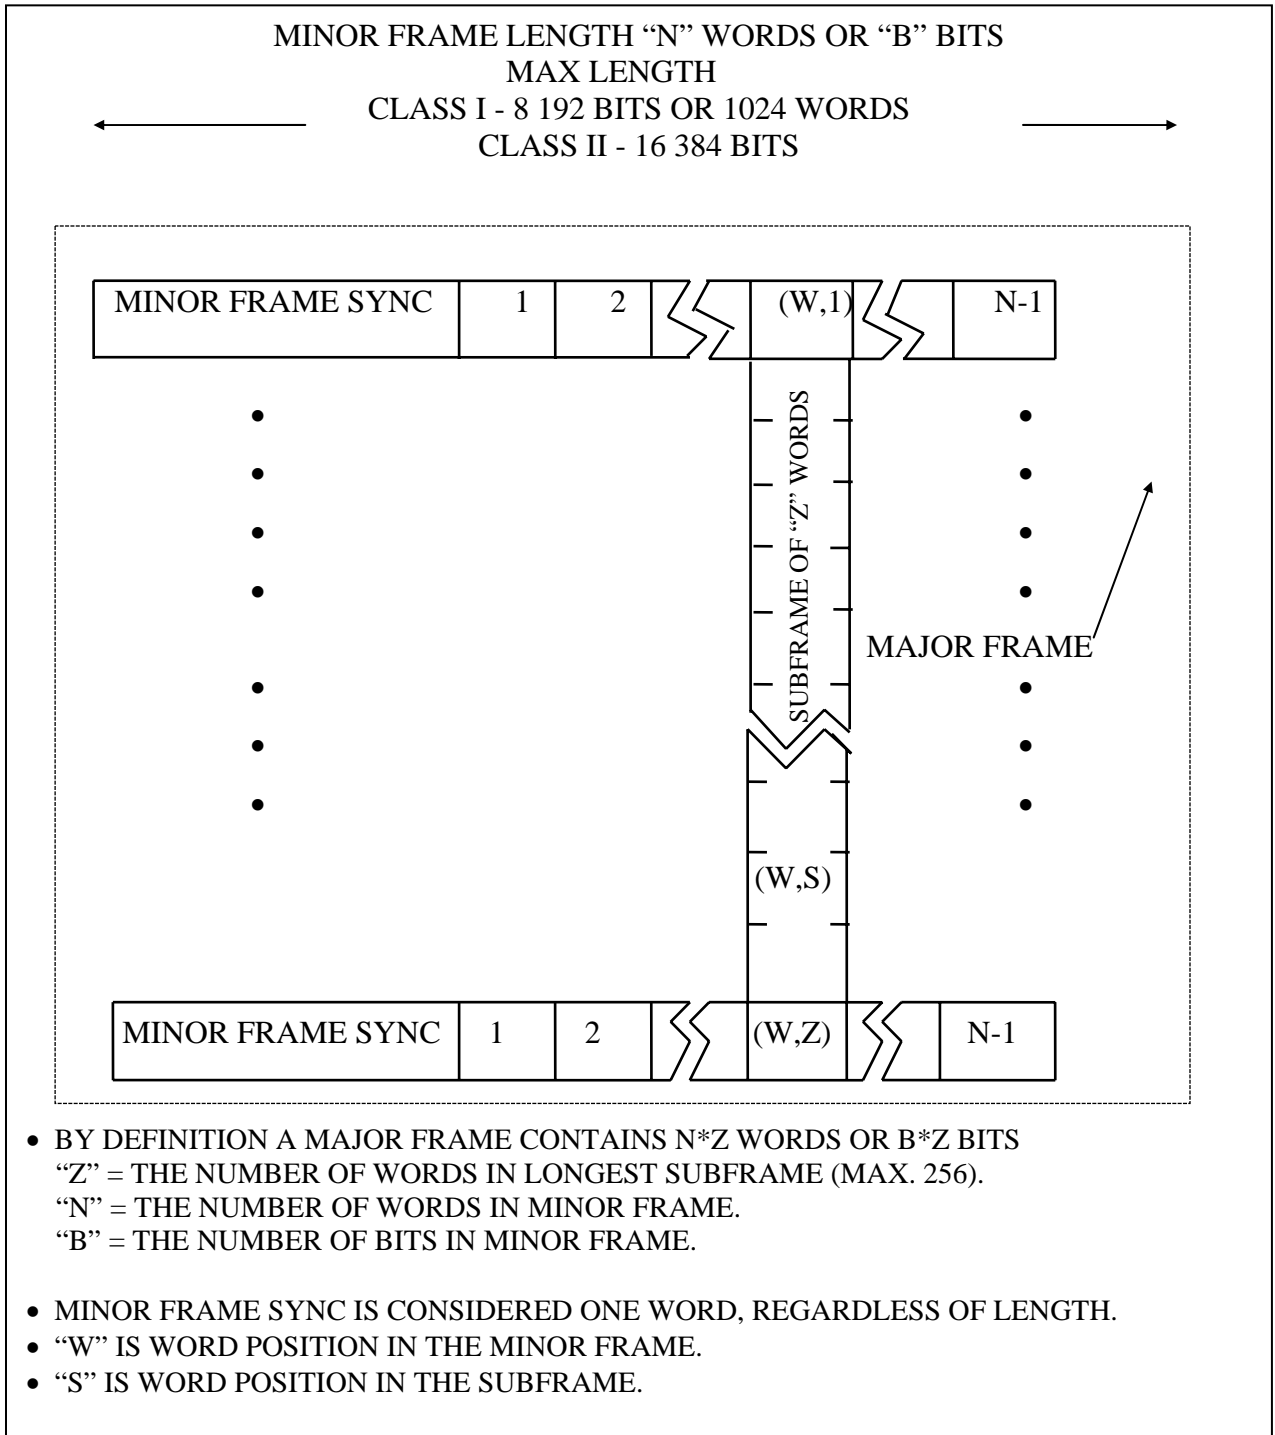 MINOR FRAME LENGTH “N” WORDS OR “B” BITS
MAX LENGTH
CLASS I - 8 192 BITS OR 1024 WORDS
CLASS II - 16 384 BITS
MINOR FRAME SYNC 1 2 (W,1) N-1
SUBFRAME OF “Z” WORDS
MAJOR FRAME
(W,S)
MINOR FRAME SYNC 1 2 (W,Z) N-1
• BY DEFINITION A MAJOR FRAME CONTAINS N*Z WORDS OR B*Z BITS
“Z” = THE NUMBER OF WORDS IN LONGEST SUBFRAME (MAX. 256).
“N” = THE NUMBER OF WORDS IN MINOR FRAME.
“B” = THE NUMBER OF BITS IN MINOR FRAME.
• MINOR FRAME SYNC IS CONSIDERED ONE WORD, REGARDLESS OF LENGTH.
• “W” IS WORD POSITION IN THE MINOR FRAME.
• “S” IS WORD POSITION IN THE SUBFRAME.